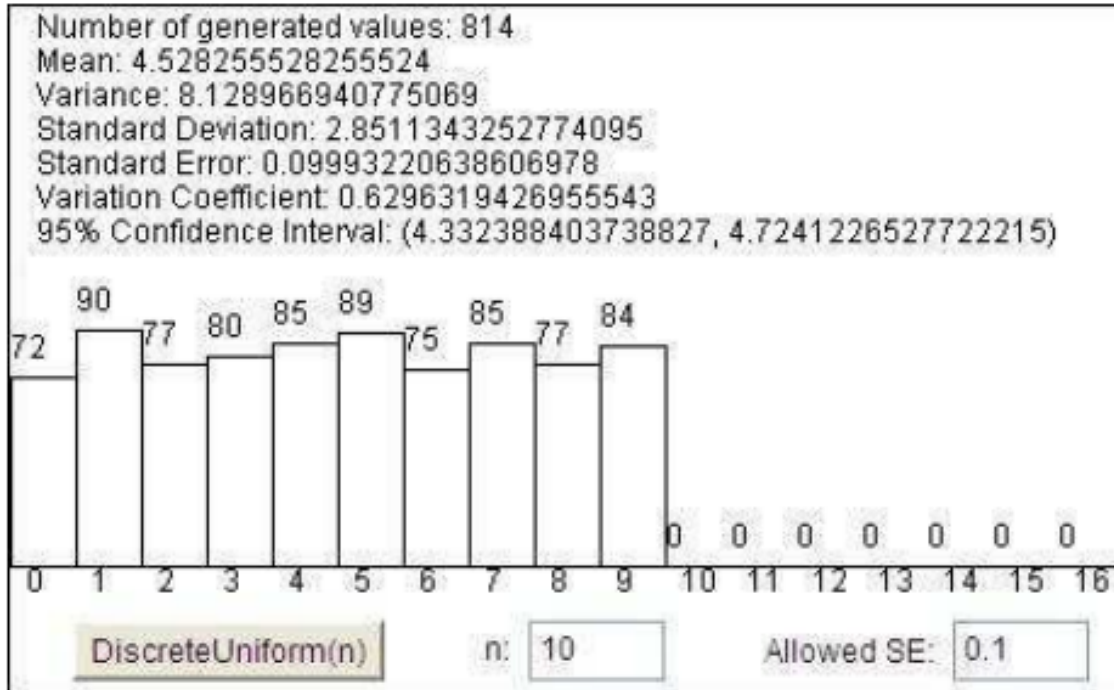 Number of generated values: 814
Mean: 4.528255528255524
Variance: 8.128966940775069
Standard Deviation: 2.8511343252774095
Standard Error: 0.09993220638606978
Variation Coefficient: 0.6296319426955543
95% Confidence Interval: (4.332388403738827, 4.7241226527722215)
72 90 77 80 85 89 75 85 77 84 0 0 0 0 0 0 0
0 1 2 3 4 5 6 7 8 9 10 11 12 13 14 15 16
DiscreteUniform(n) n: 10 Allowed SE: 0.1